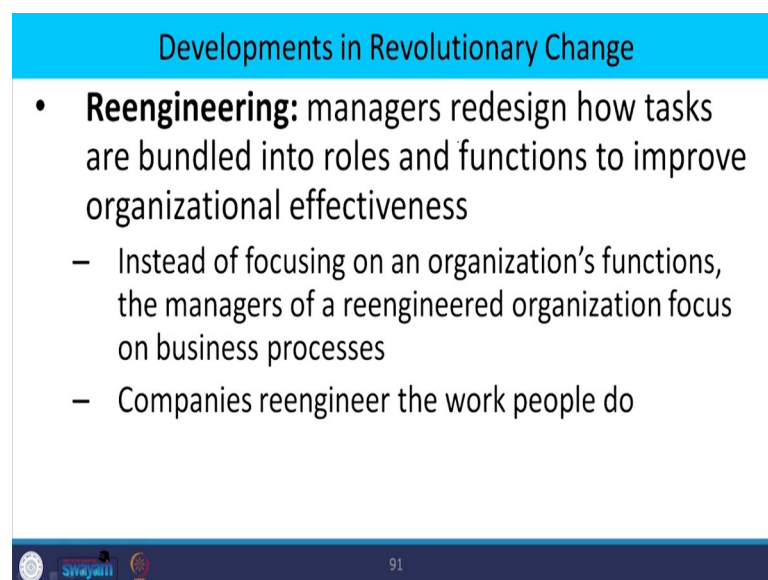 Developments in Revolutionary Change
• Reengineering: managers redesign how tasks
are bundled into roles and functions to improve
organizational effectiveness
– Instead of focusing on an organization’s functions,
the managers of a reengineered organization focus
on business processes
– Companies reengineer the work people do
swayam
91